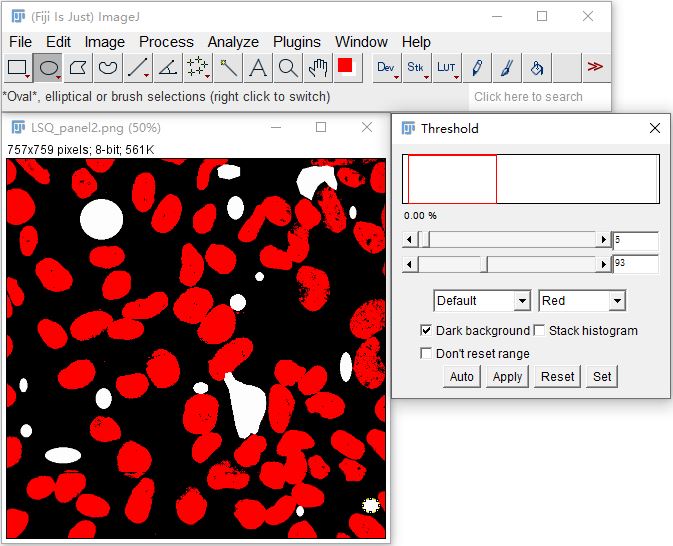 (Fiji Is Just) ImageJ
File Edit Image Process Analyze Plugins Window Help
Dev Stk LUT >>
*Oval*, elliptical or brush selections (right click to switch)
Click here to search
LSQ_panel2.png (50%)
757x759 pixels; 8-bit; 561K
Threshold
0.00 %
5
93
Default Red
Dark background Stack histogram
Don't reset range
Auto Apply Reset Set